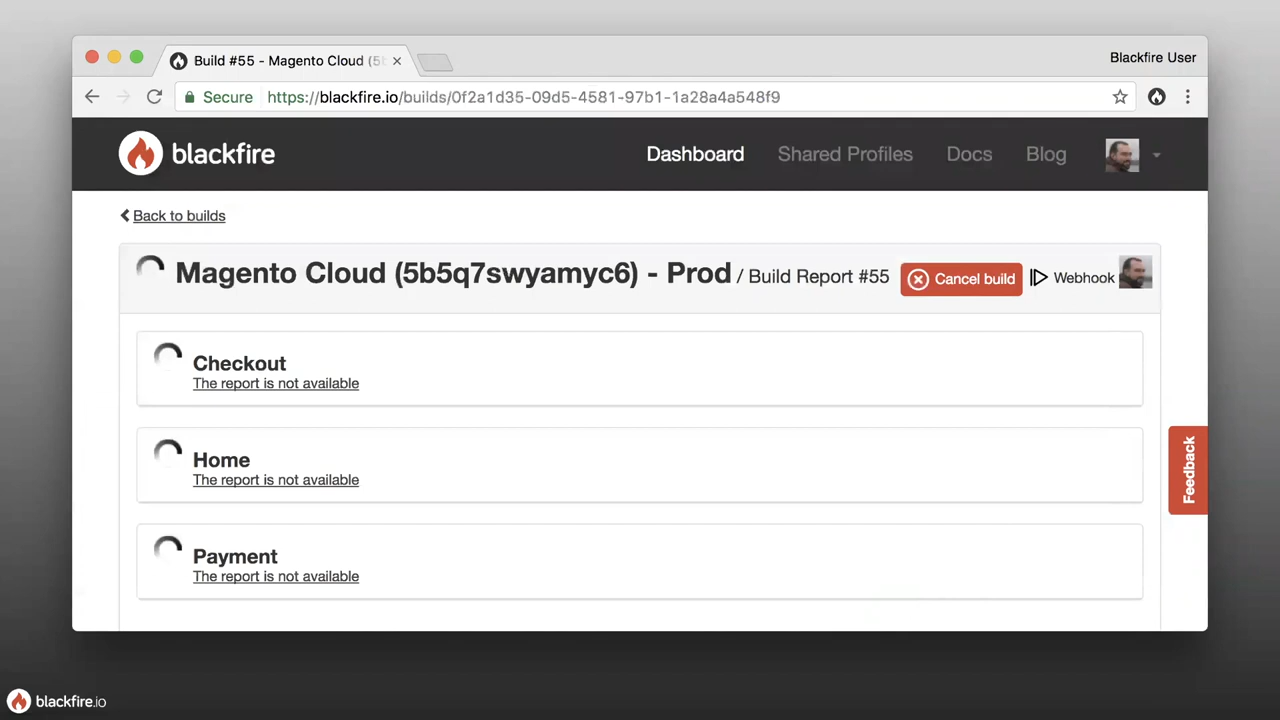 Build #55 - Magento Cloud (5b
Blackfire User
Secure https://blackfire.io/builds/0f2a1d35-09d5-4581-97b1-1a28a4a548f9
blackfire
Dashboard Shared Profiles Docs Blog
Back to builds
Magento Cloud (5b5q7swyamyc6) - Prod / Build Report #55 Cancel build Webhook
Checkout
The report is not available
Home
The report is not available
Payment
The report is not available
Feedback
blackfire.io